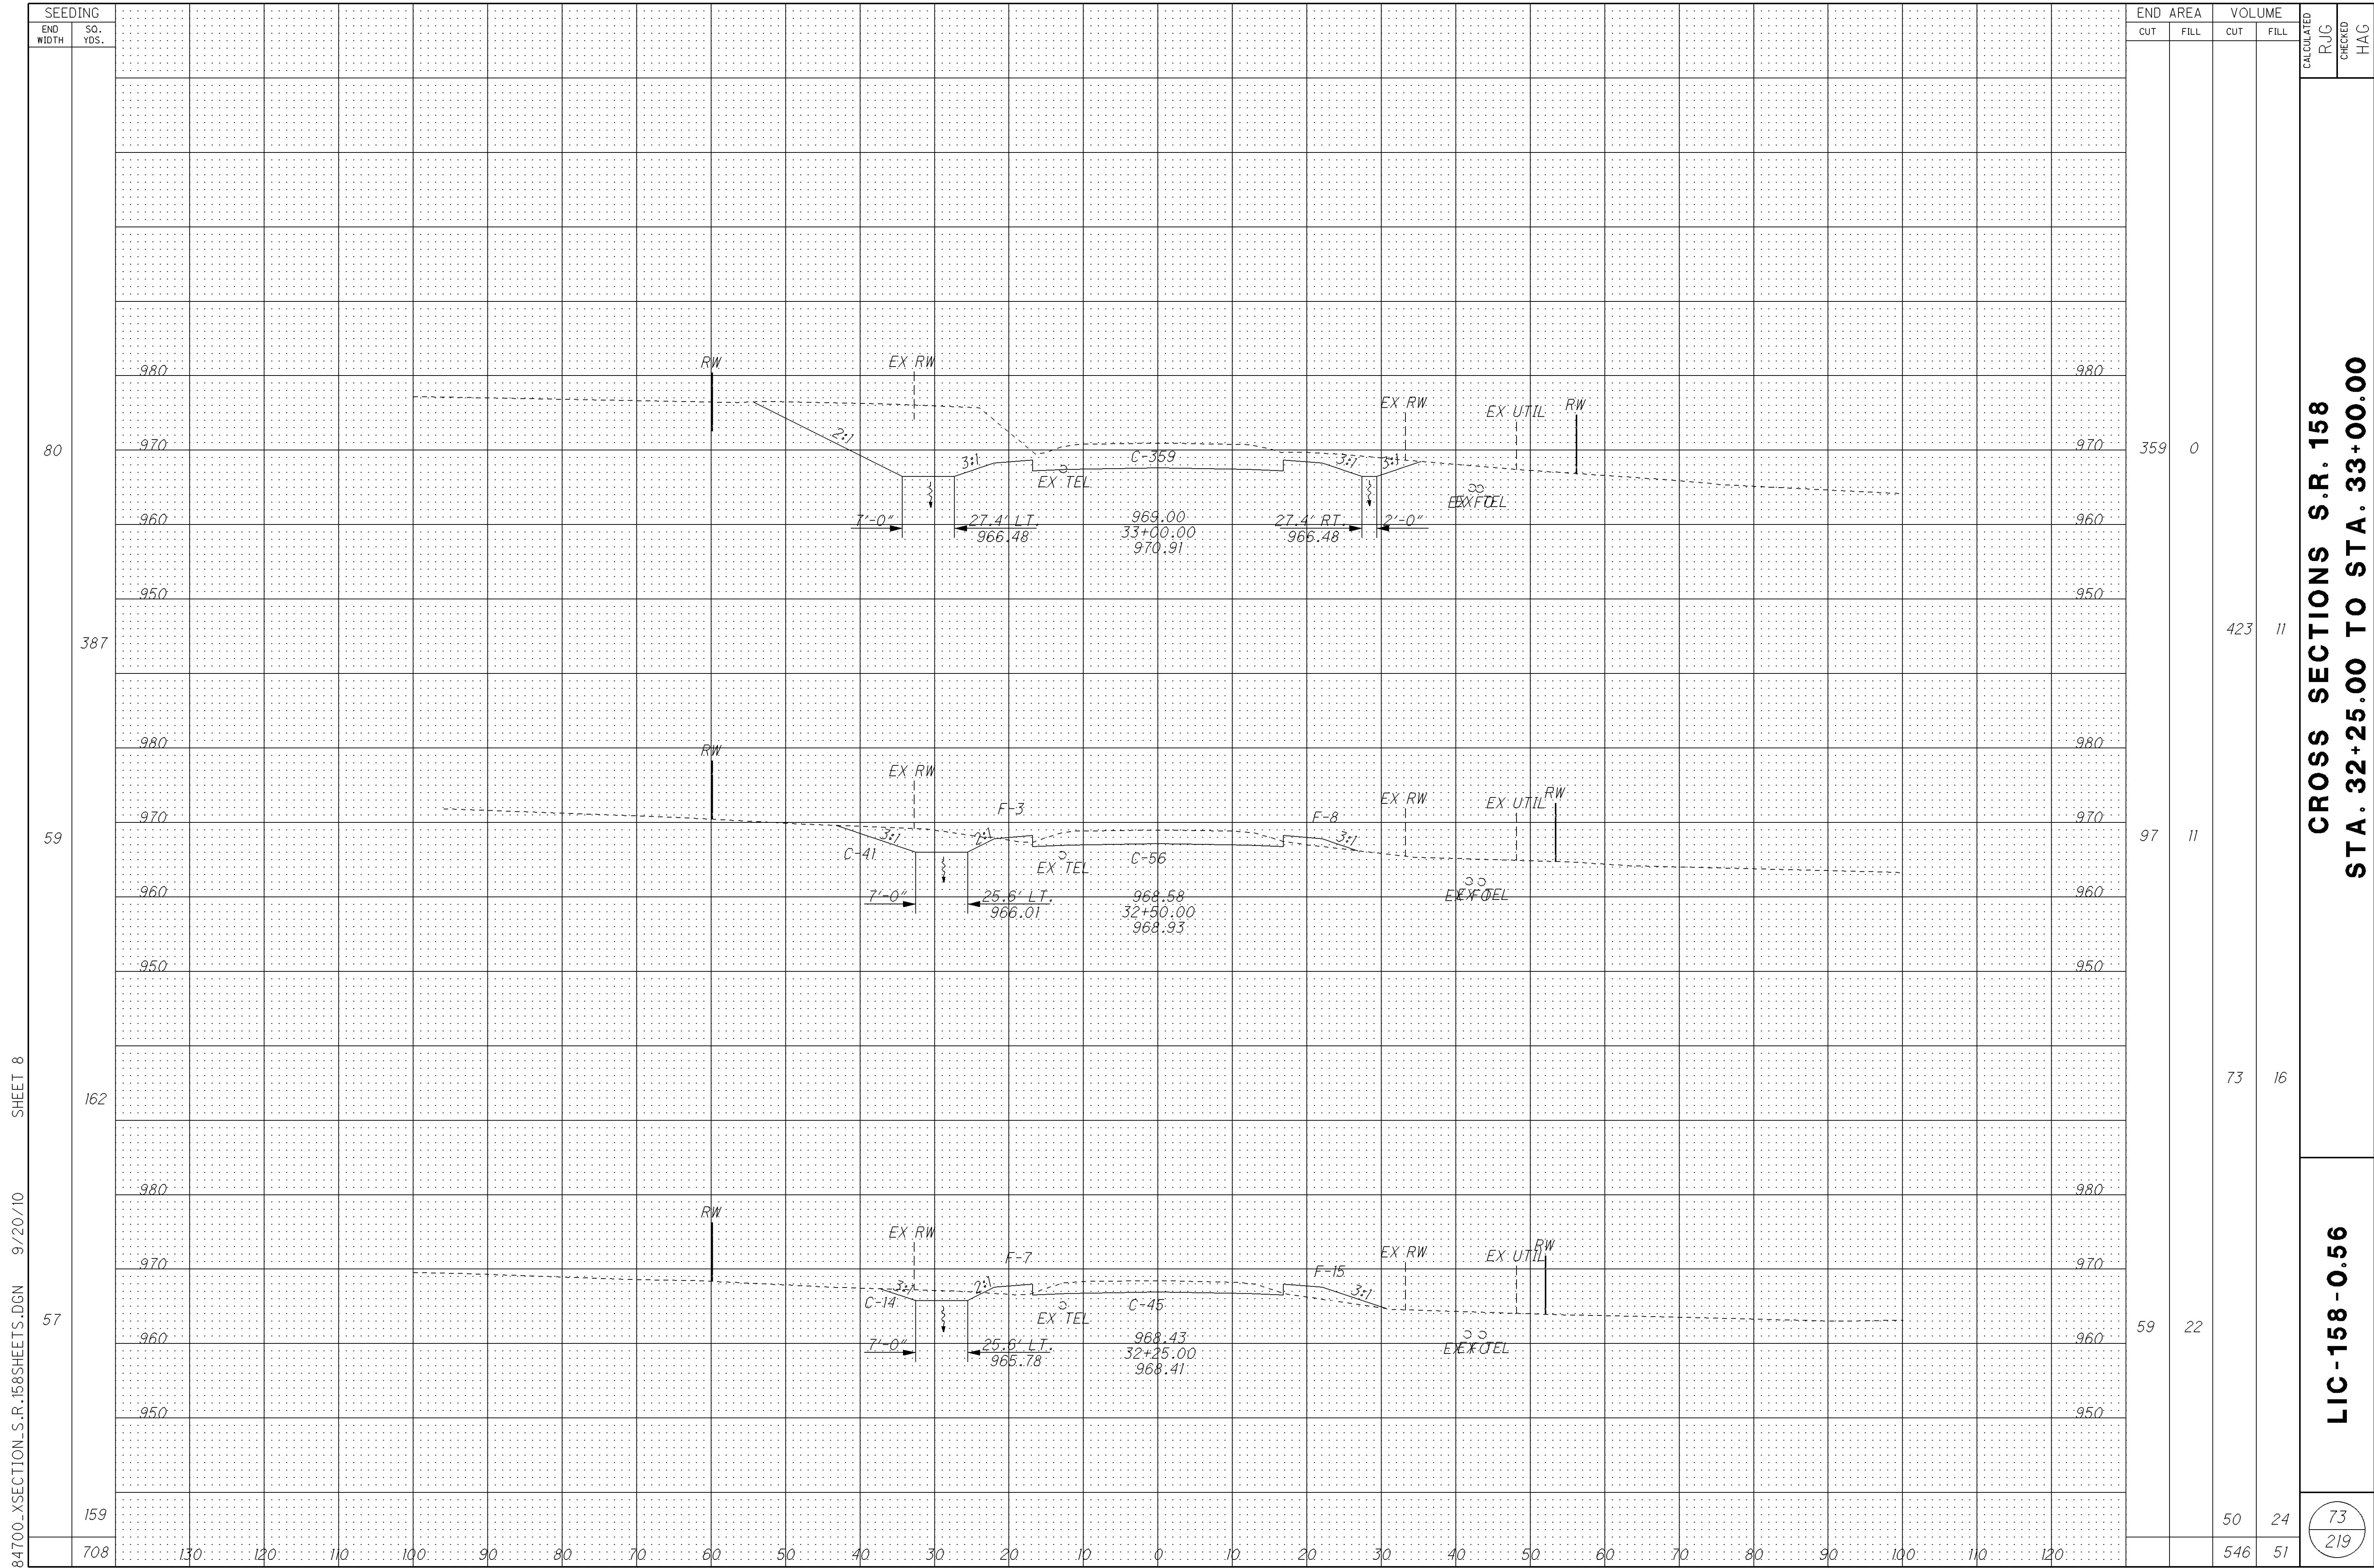 SEEDING
END WIDTH
SQ. YDS.
END AREA
VOLUME
CUT
FILL
CUT
FILL
CALCULATED
RJG
CHECKED
HAG
980
RW
EX RW
980
EX RW
EX UTIL
RW
2:1
80
970
3:1
C-359
3:1
3:1
970
359
0
EX TEL
EX FO
EX TEL
960
7'-0"
27.4' LT.
966.48
969.00
33+00.00
970.91
27.4' RT.
966.48
2'-0"
960
950
950
387
423
11
980
RW
EX RW
980
EX RW
EX UTIL
RW
F-3
F-8
970
970
59
3:1
2:1
3:1
97
11
C-41
EX TEL
C-56
EX FO
EX TEL
960
7'-0"
25.6' LT.
966.01
968.58
32+50.00
968.93
960
950
950
162
73
16
980
980
RW
EX RW
EX RW
EX UTIL
RW
970
F-7
F-15
970
3:1
2:1
3:1
C-14
EX TEL
C-45
57
59
22
960
7'-0"
25.6' LT.
965.78
968.43
32+25.00
968.41
EX FO
EX TEL
960
950
950
159
50
24
708
130
120
110
100
90
80
70
60
50
40
30
20
10
0
10
20
30
40
50
60
70
80
90
100
110
120
546
51
CROSS SECTIONS S.R. 158
STA. 32+25.00 TO STA. 33+00.00
LIC-158-0.56
73
219
84700_XSECTION_S.R.158SHEETS.DGN 9/20/10 SHEET 8